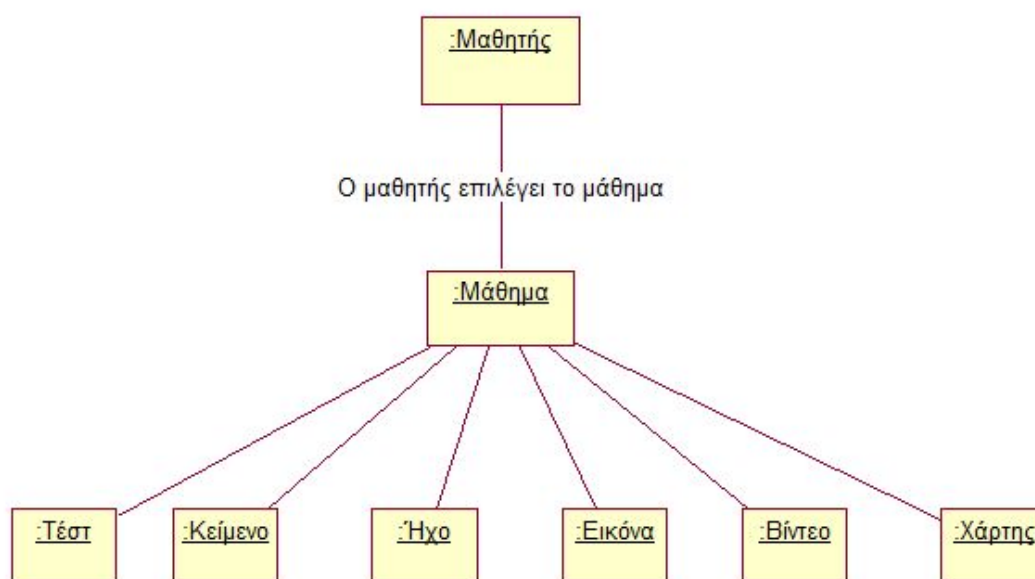 :Μαθητής
Ο μαθητής επιλέγει το μάθημα
:Μάθημα
:Τέστ
:Κείμενο
:Ήχο
:Εικόνα
:Βίντεο
:Χάρτης